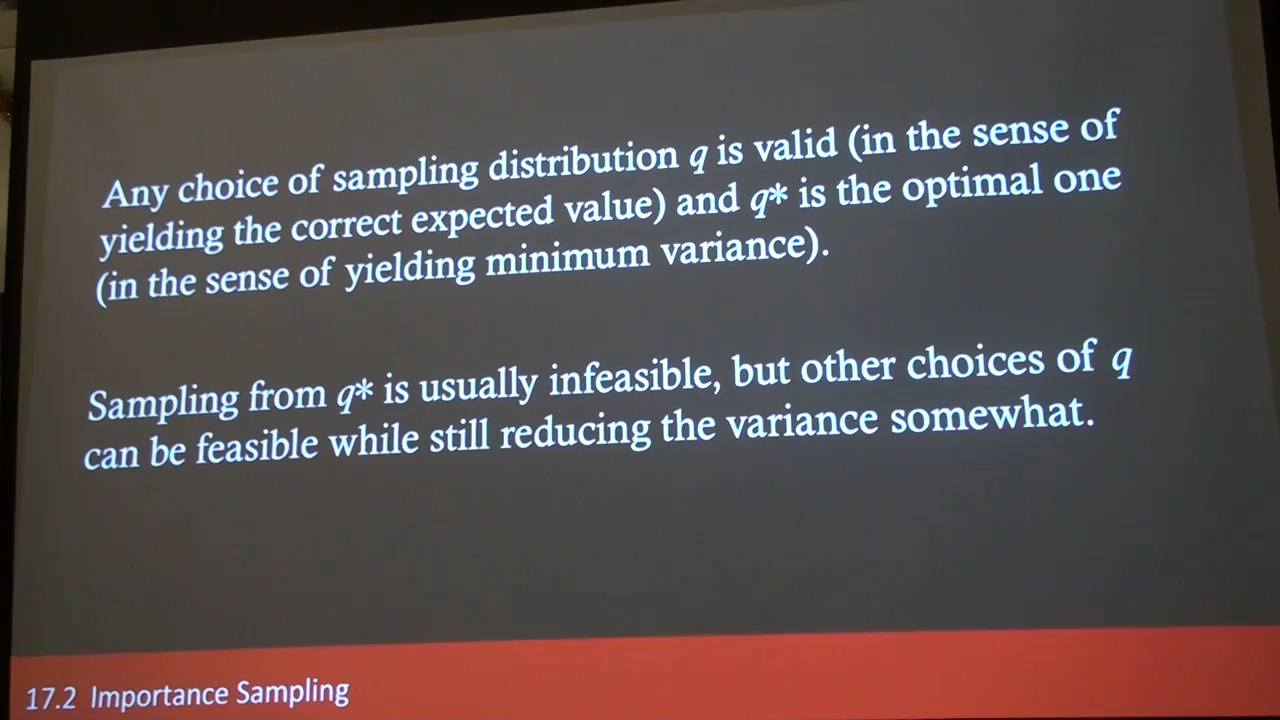 Any choice of sampling distribution q is valid (in the sense of
yielding the correct expected value) and q* is the optimal one
(in the sense of yielding minimum variance).
Sampling from q* is usually infeasible, but other choices of q
can be feasible while still reducing the variance somewhat.
17.2 Importance Sampling